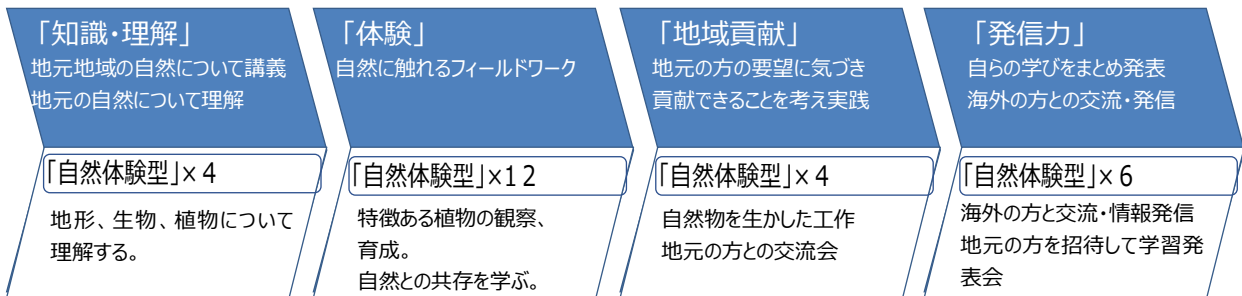 「知識・理解」
地元地域の自然について講義
地元の自然について理解
「自然体験型」×4
地形、生物、植物について
理解する。
「体験」
自然に触れるフィールドワーク
「自然体験型」×12
特徴ある植物の観察、
育成。
自然との共存を学ぶ。
「地域貢献」
地元の方の要望に気づき
貢献できることを考え実践
「自然体験型」×4
自然物を生かした工作
地元の方との交流会
「発信力」
自らの学びをまとめ発表
海外の方との交流・発信
「自然体験型」×6
海外の方と交流・情報発信
地元の方を招待して学習発
表会